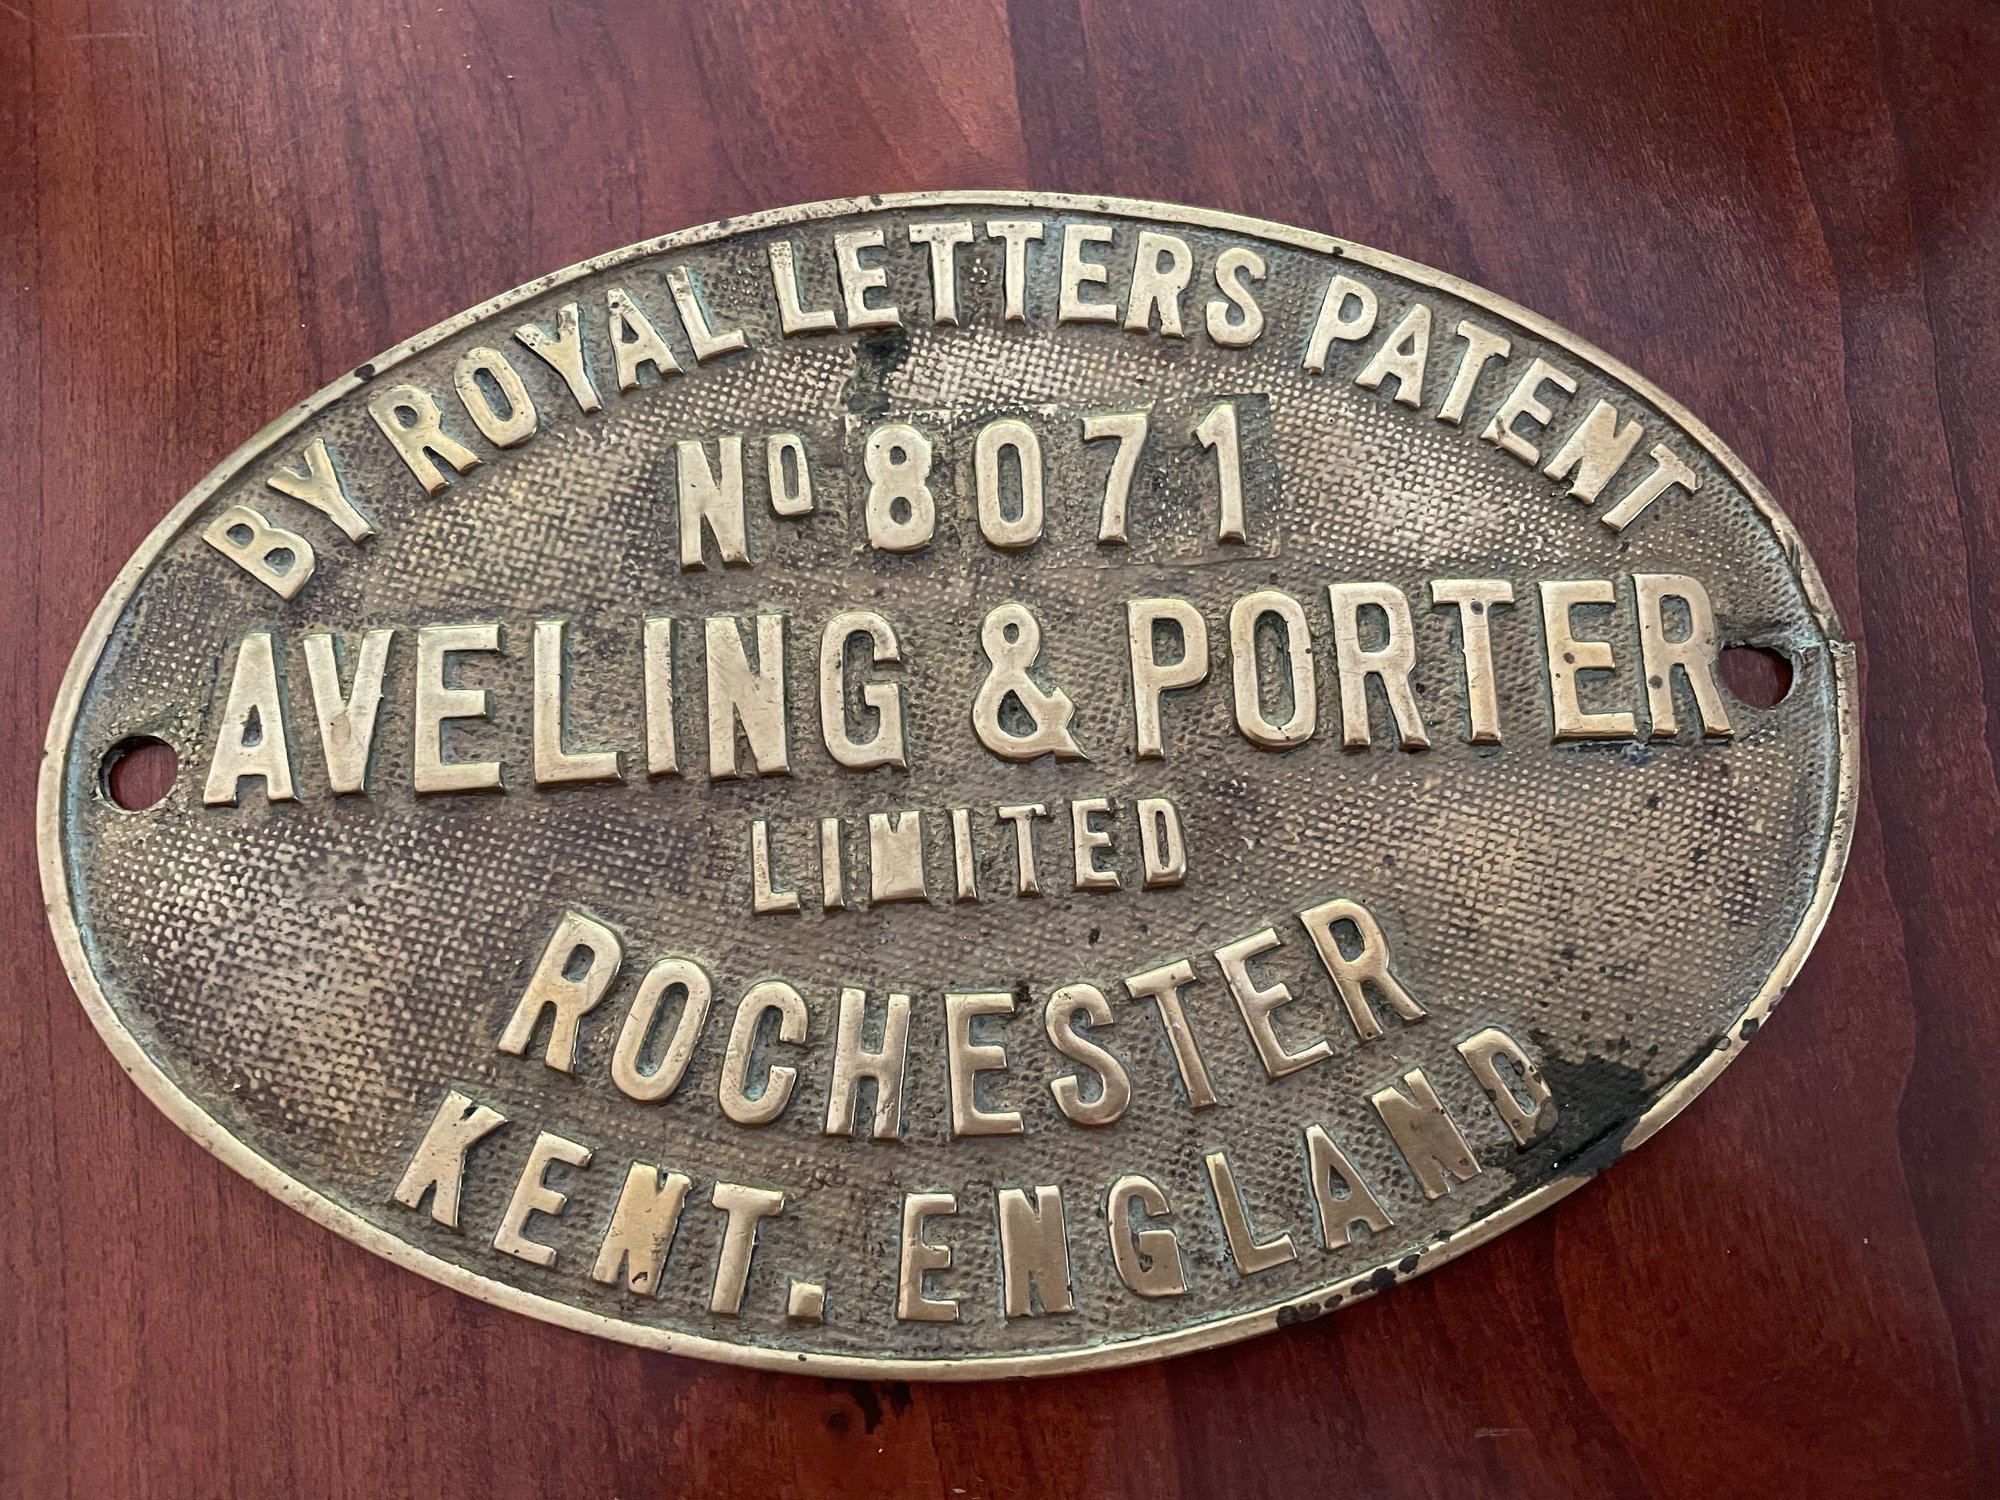 BY ROYAL LETTERS PATENT
No 8071
AVELING & PORTER
LIMITED
ROCHESTER
KENT. ENGLAND